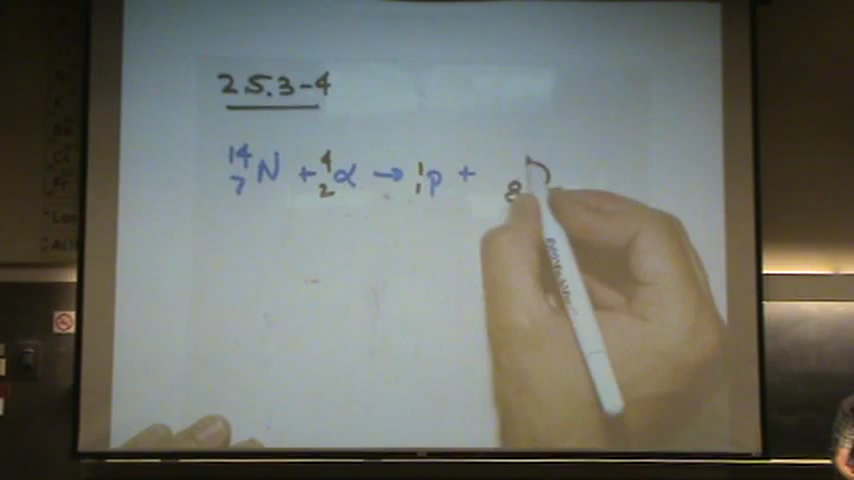 25.3-4
¹⁴₇N + ⁴₂α → ¹₁p + ₈